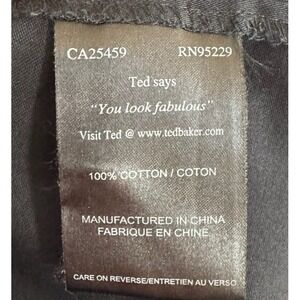 CA25459 RN95229
Ted says
"You look fabulous"
Visit Ted @ www.tedbaker.com
100% COTTON / COTON
MANUFACTURED IN CHINA
FABRIQUE EN CHINE
CARE ON REVERSE/ENTRETIEN AU VERSO